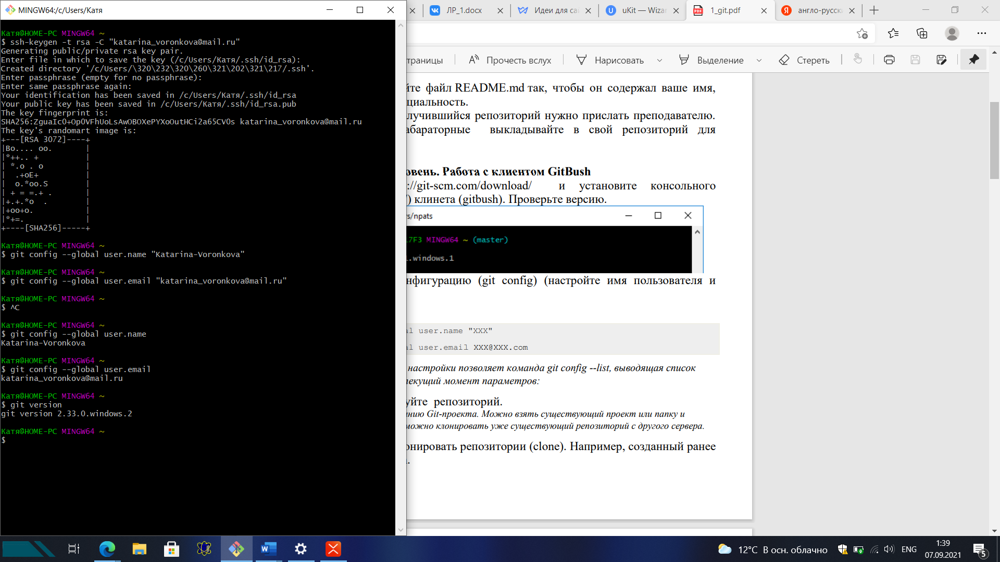 MINGW64:/c/Users/Катя
Катя@HOME-PC MINGW64 ~
$ ssh-keygen -t rsa -C "katarina_voronkova@mail.ru"
Generating public/private rsa key pair.
Enter file in which to save the key (/c/Users/Катя/.ssh/id_rsa):
Created directory '/c/Users/\320\232\320\260\321\202\321\217/.ssh'.
Enter passphrase (empty for no passphrase):
Enter same passphrase again:
Your identification has been saved in /c/Users/Катя/.ssh/id_rsa
Your public key has been saved in /c/Users/Катя/.ssh/id_rsa.pub
The key fingerprint is:
SHA256:ZguaIcO+OpOVFhUoLsAwOBOXePYXoOutHCi2a65CVOs katarina_voronkova@mail.ru
The key's randomart image is:
+---[RSA 3072]----+
|Bo.... oo.       |
|*++.. +          |
| *.o . o         |
|  .+oE+          |
|  o.*oo.S        |
| + = =.+ .       |
|+.+.*o  .        |
|+oo+o.           |
|*+=.             |
+----[SHA256]-----+
Катя@HOME-PC MINGW64 ~
$ git config --global user.name "Katarina-Voronkova"
Катя@HOME-PC MINGW64 ~
$ git config --global user.email "katarina_voronkova@mail.ru"
Катя@HOME-PC MINGW64 ~
$ ^C
Катя@HOME-PC MINGW64 ~
$ git config --global user.name
Katarina-Voronkova
Катя@HOME-PC MINGW64 ~
$ git config --global user.email
katarina_voronkova@mail.ru
Катя@HOME-PC MINGW64 ~
$ git version
git version 2.33.0.windows.2
Катя@HOME-PC MINGW64 ~
$
ЛР_1.docx
Идеи для са
uKit — Wiza
1_git.pdf
англо-русск
траницы
Прочесть вслух
Нарисовать
Выделение
Стереть
йте файл README.md так, чтобы он содержал ваше имя,
циальность.
лучившийся репозиторий нужно прислать преподавателю.
абараторные выкладывайте в свой репозиторий для
овень. Работа с клиентом GitBush
://git-scm.com/download/ и установите консольного
) клинета (gitbush). Проверьте версию.
s/npats
17F3 MINGW64 ~ (master)
.windows.1
нфигурацию (git config) (настройте имя пользователя и
al user.name "XXX"
al user.email XXX@XXX.com
настройки позволяет команда git config --list, выводящая список
текущий момент параметров:
уйте репозиторий.
нию Git-проекта. Можно взять существующий проект или папку и
можно клонировать уже существующий репозиторий с другого сервера.
онировать репозитории (clone). Например, созданный ранее
12°C В осн. облачно
ENG
1:39
07.09.2021
5